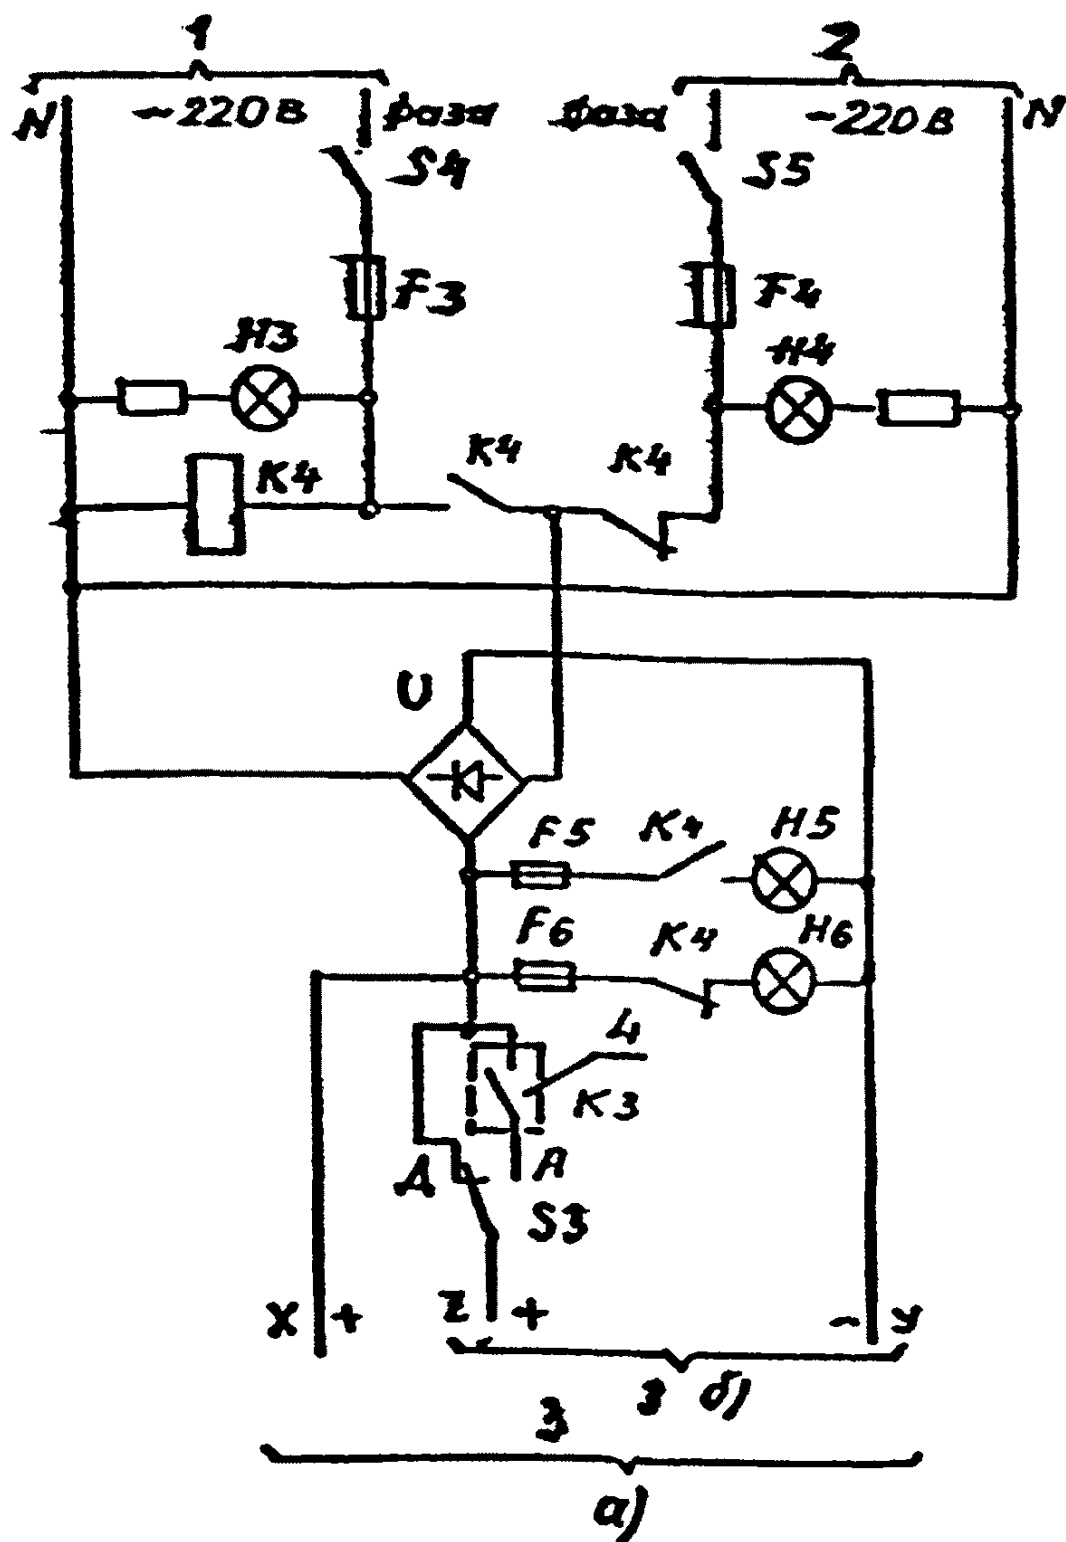 1 2
N ~220 В фаза фаза ~220 В N
S4 S5
F3 F4
H3 H4
K4 K4 K4
U
F5 K4 H5
F6 K4 H6
4
K3
Д А
S3
X + Z + - У
3 б)
3
а)